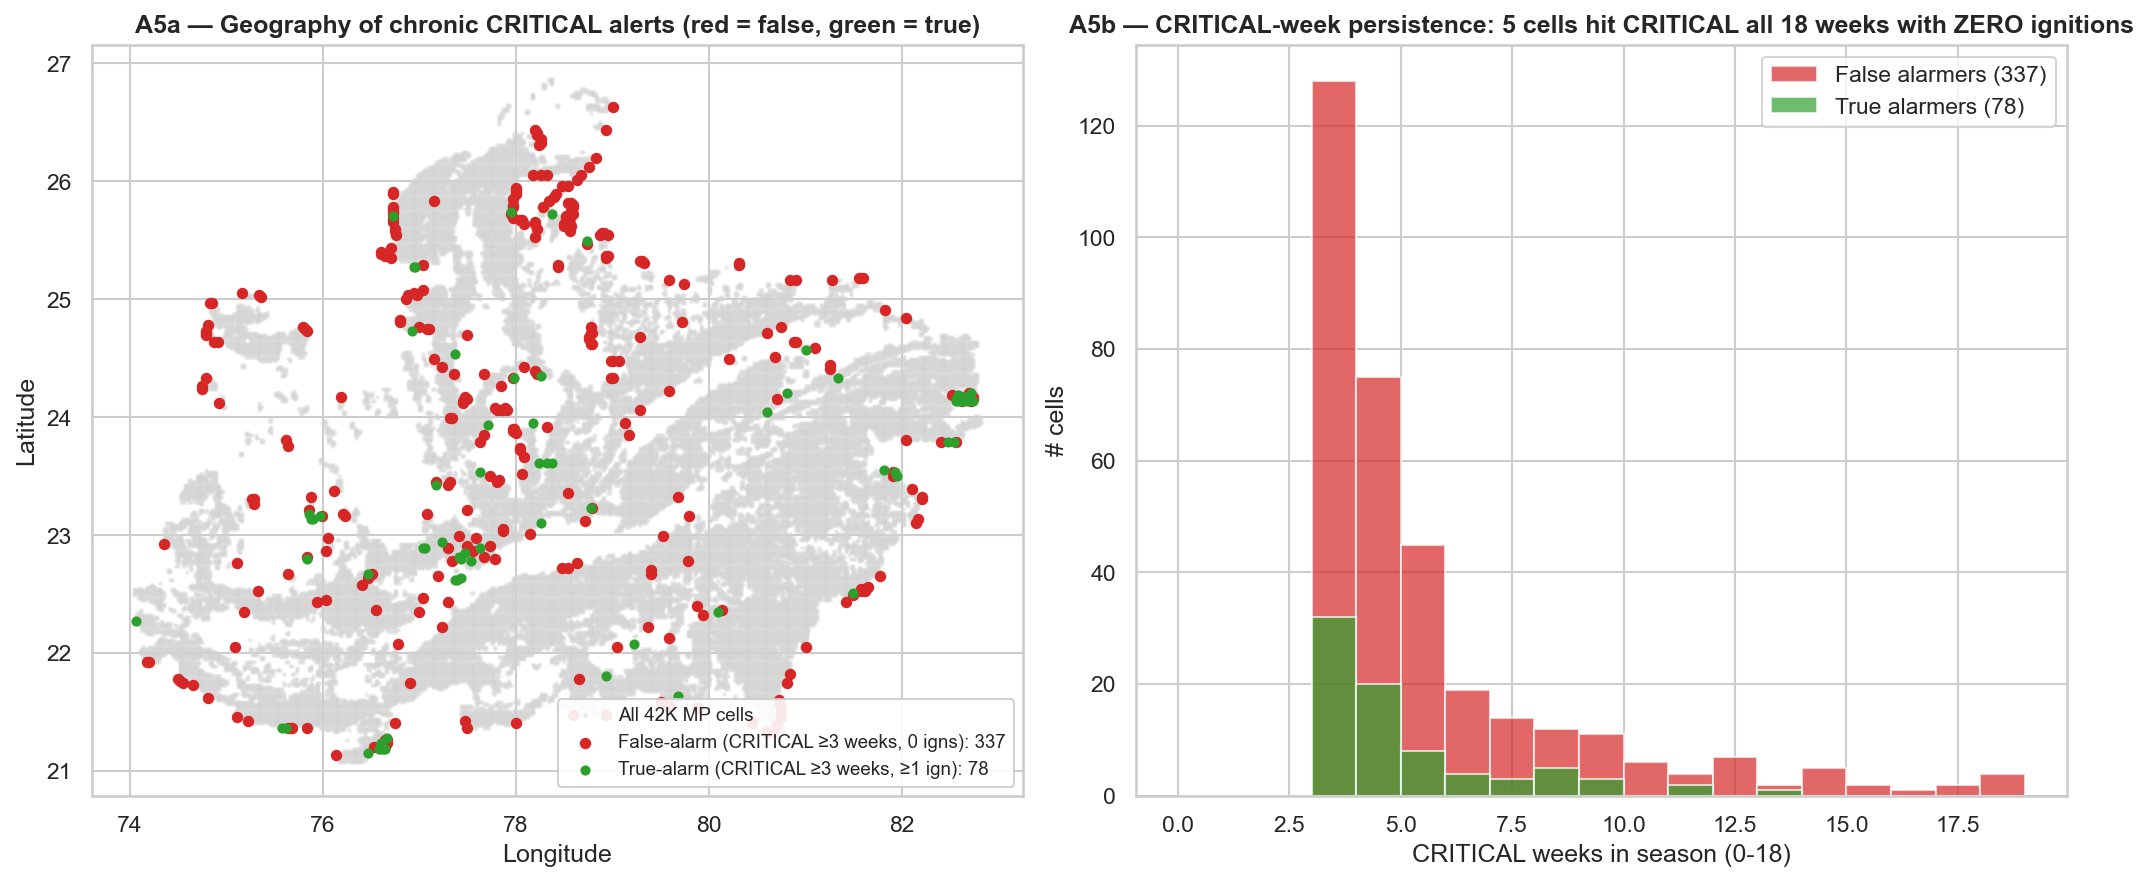 A5a — Geography of chronic CRITICAL alerts (red = false, green = true)
27
26
25
24
23
22
21
Latitude
74
76
78
80
82
Longitude
All 42K MP cells
False-alarm (CRITICAL ≥3 weeks, 0 igns): 337
True-alarm (CRITICAL ≥3 weeks, ≥1 ign): 78
A5b — CRITICAL-week persistence: 5 cells hit CRITICAL all 18 weeks with ZERO ignitions
False alarmers (337)
True alarmers (78)
120
100
80
60
40
20
0
# cells
0.0
2.5
5.0
7.5
10.0
12.5
15.0
17.5
CRITICAL weeks in season (0-18)